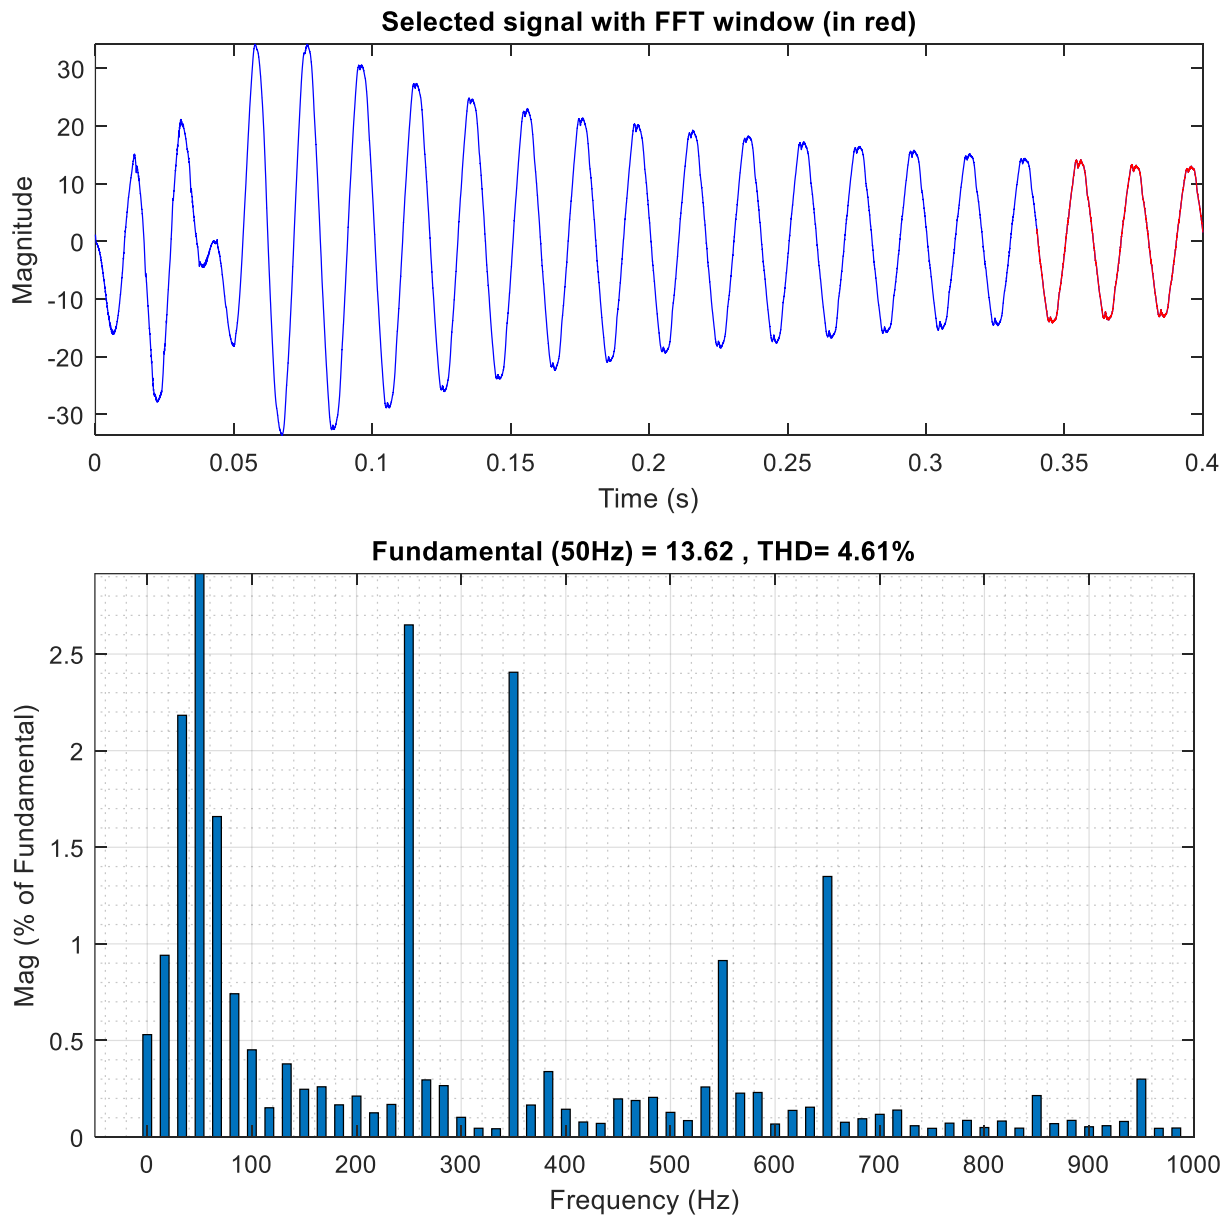 Selected signal with FFT window (in red)
30
20
10
0
-10
-20
-30
Magnitude
0 0.05 0.1 0.15 0.2 0.25 0.3 0.35 0.4
Time (s)
Fundamental (50Hz) = 13.62 , THD= 4.61%
2.5
2
1.5
1
0.5
0
Mag (% of Fundamental)
0 100 200 300 400 500 600 700 800 900 1000
Frequency (Hz)